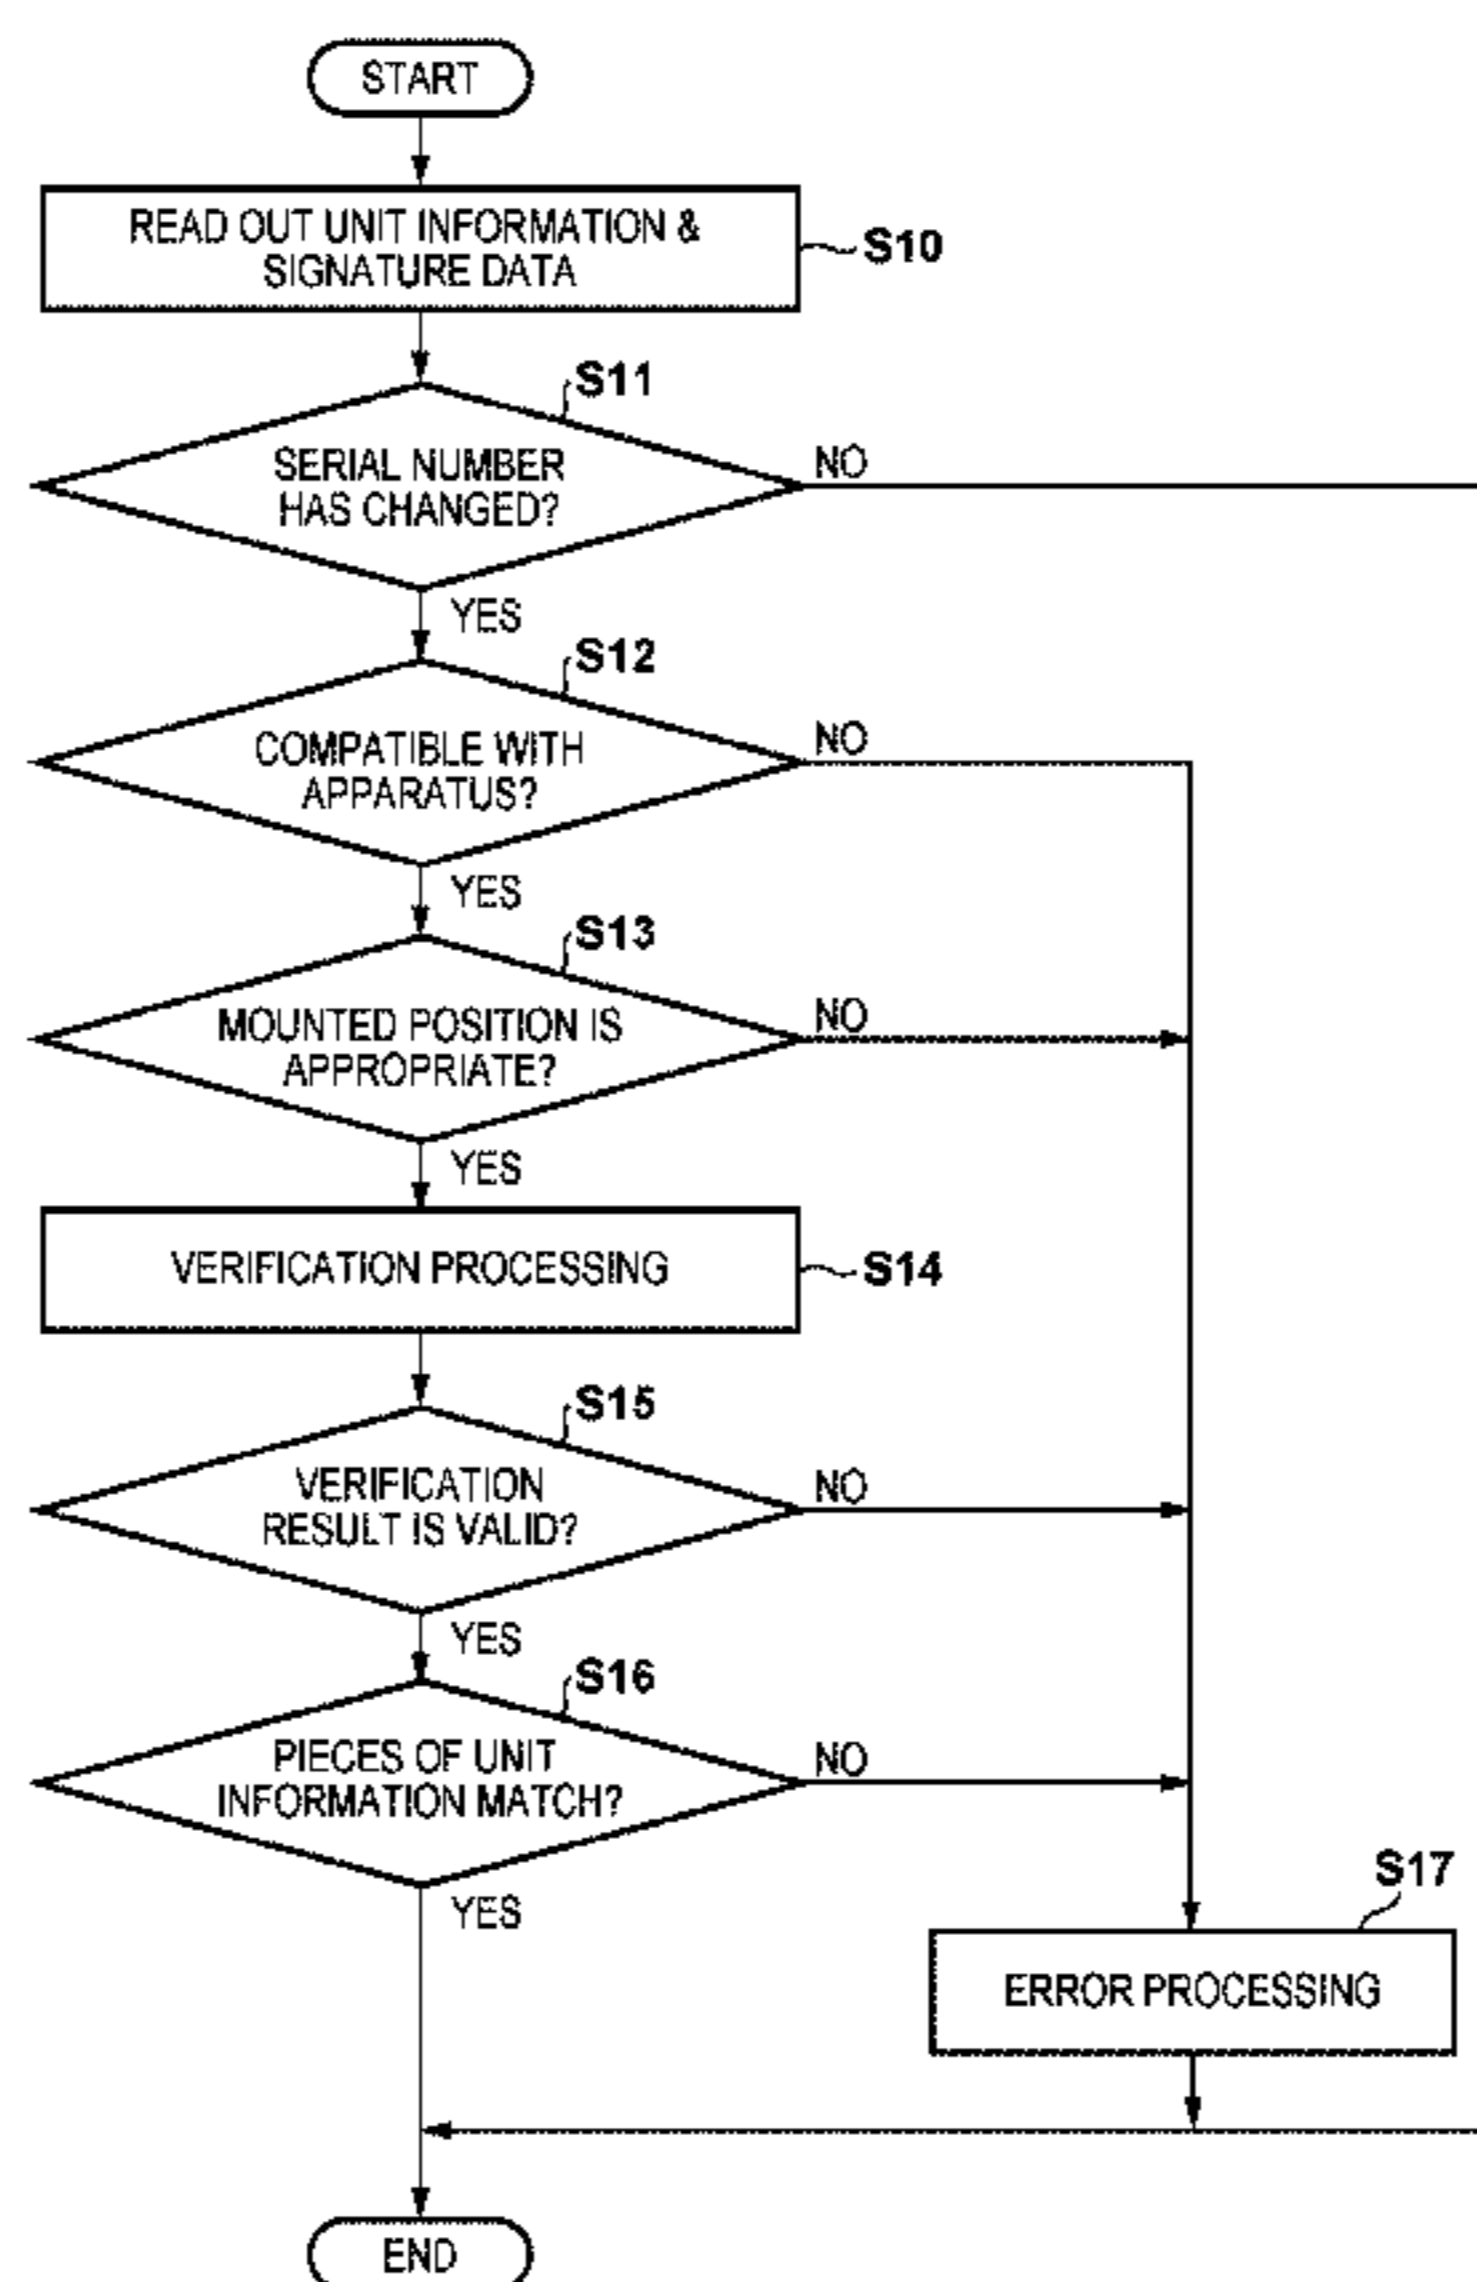 START
READ OUT UNIT INFORMATION &
SIGNATURE DATA
S10
S11
SERIAL NUMBER
HAS CHANGED?
NO
YES
S12
COMPATIBLE WITH
APPARATUS?
NO
YES
S13
MOUNTED POSITION IS
APPROPRIATE?
NO
YES
VERIFICATION PROCESSING
S14
S15
VERIFICATION
RESULT IS VALID?
NO
YES
S16
PIECES OF UNIT
INFORMATION MATCH?
NO
YES
S17
ERROR PROCESSING
END